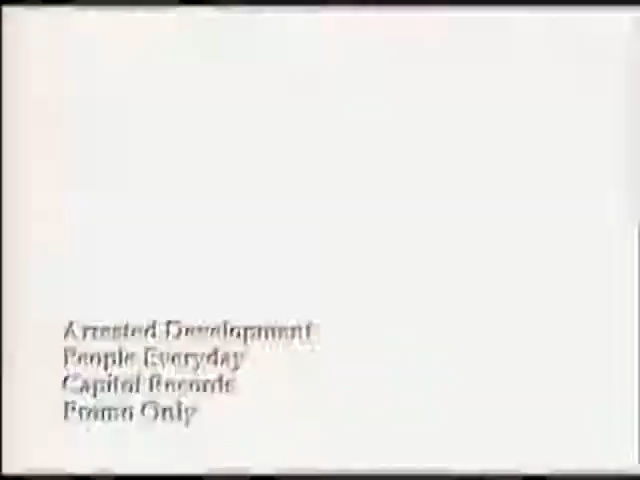 Arrested Development
People Everyday
Capitol Records
Promo Only